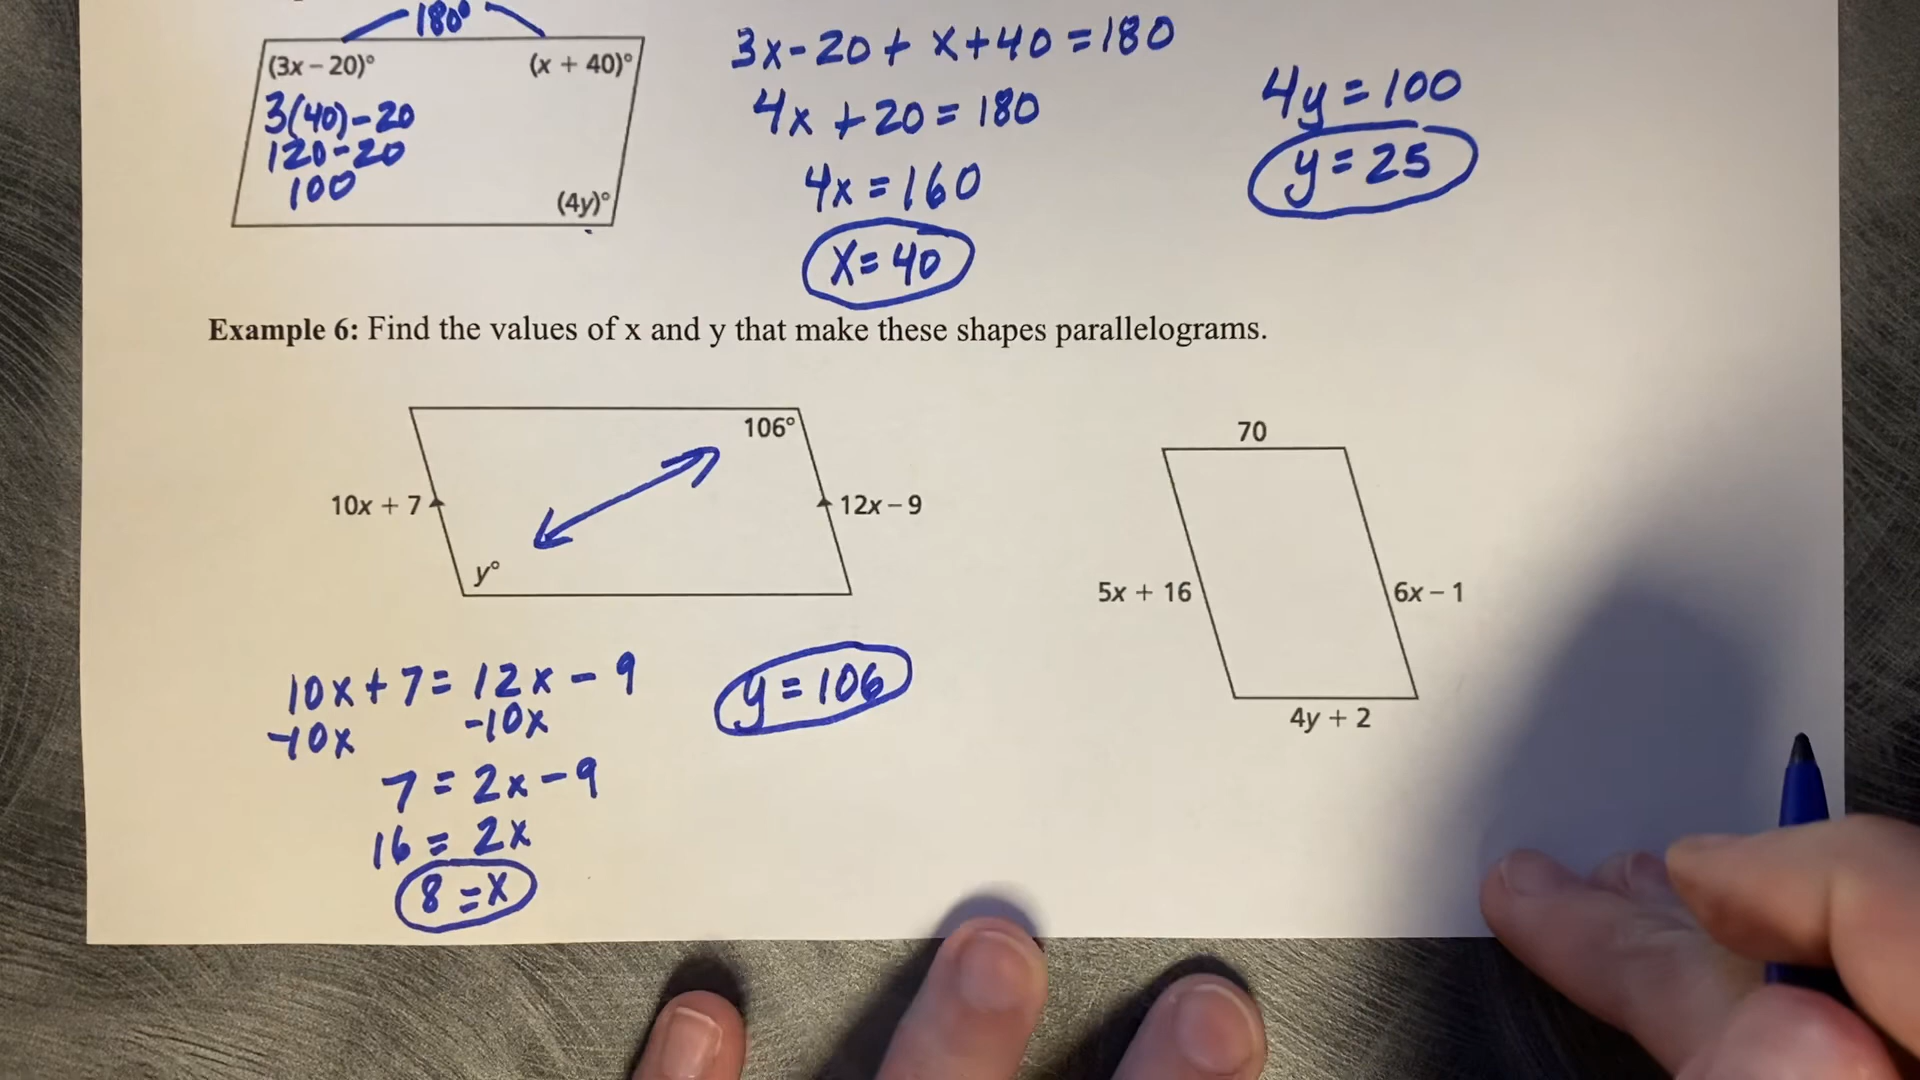 180°
(3x – 20)°
(x + 40)°
3(40)-20
120-20
100
(4y)°
3x-20+ x+40=180
4x +20=180
4x=160
x=40
4y=100
y=25
Example 6: Find the values of x and y that make these shapes parallelograms.
106°
10x + 7
12x – 9
y°
10x+7=12x-9
-10x -10x
7=2x-9
16=2x
8=x
y=106
70
5x + 16
6x – 1
4y + 2